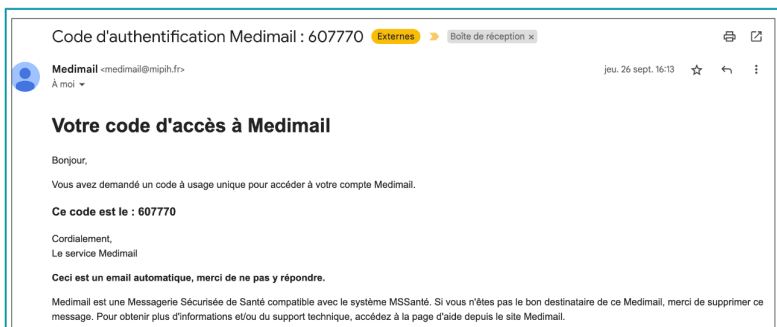 Code d'authentification Medimail : 607770 Externes Boîte de réception x
Medimail <medimail@mipih.fr> jeu. 26 sept. 16:13
À moi
Votre code d'accès à Medimail
Bonjour,
Vous avez demandé un code à usage unique pour accéder à votre compte Medimail.
Ce code est le : 607770
Cordialement,
Le service Medimail
Ceci est un email automatique, merci de ne pas y répondre.
Medimail est une Messagerie Sécurisée de Santé compatible avec le système MSSanté. Si vous n'êtes pas le bon destinataire de ce Medimail, merci de supprimer ce
message. Pour obtenir plus d'informations et/ou du support technique, accédez à la page d'aide depuis le site Medimail.